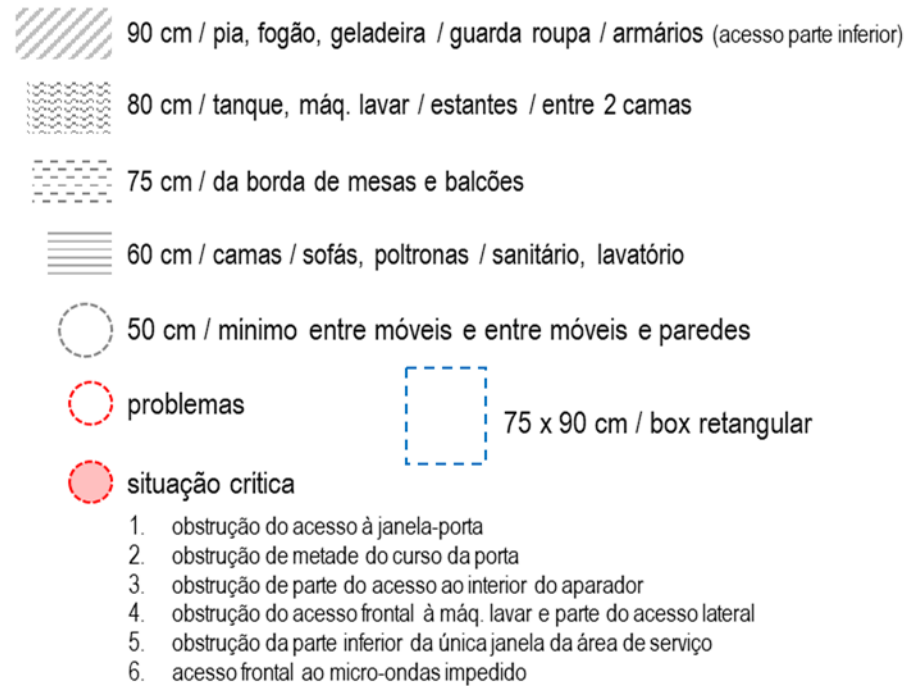 90 cm / pia, fogão, geladeira / guarda roupa / armários (acesso parte inferior)
80 cm / tanque, máq. lavar / estantes / entre 2 camas
75 cm / da borda de mesas e balcões
60 cm / camas / sofás, poltronas / sanitário, lavatório
50 cm / mínimo entre móveis e entre móveis e paredes
problemas
75 x 90 cm / box retangular
situação crítica
1. obstrução do acesso à janela-porta
2. obstrução de metade do curso da porta
3. obstrução de parte do acesso ao interior do aparador
4. obstrução do acesso frontal à máq. lavar e parte do acesso lateral
5. obstrução da parte inferior da única janela da área de serviço
6. acesso frontal ao micro-ondas impedido